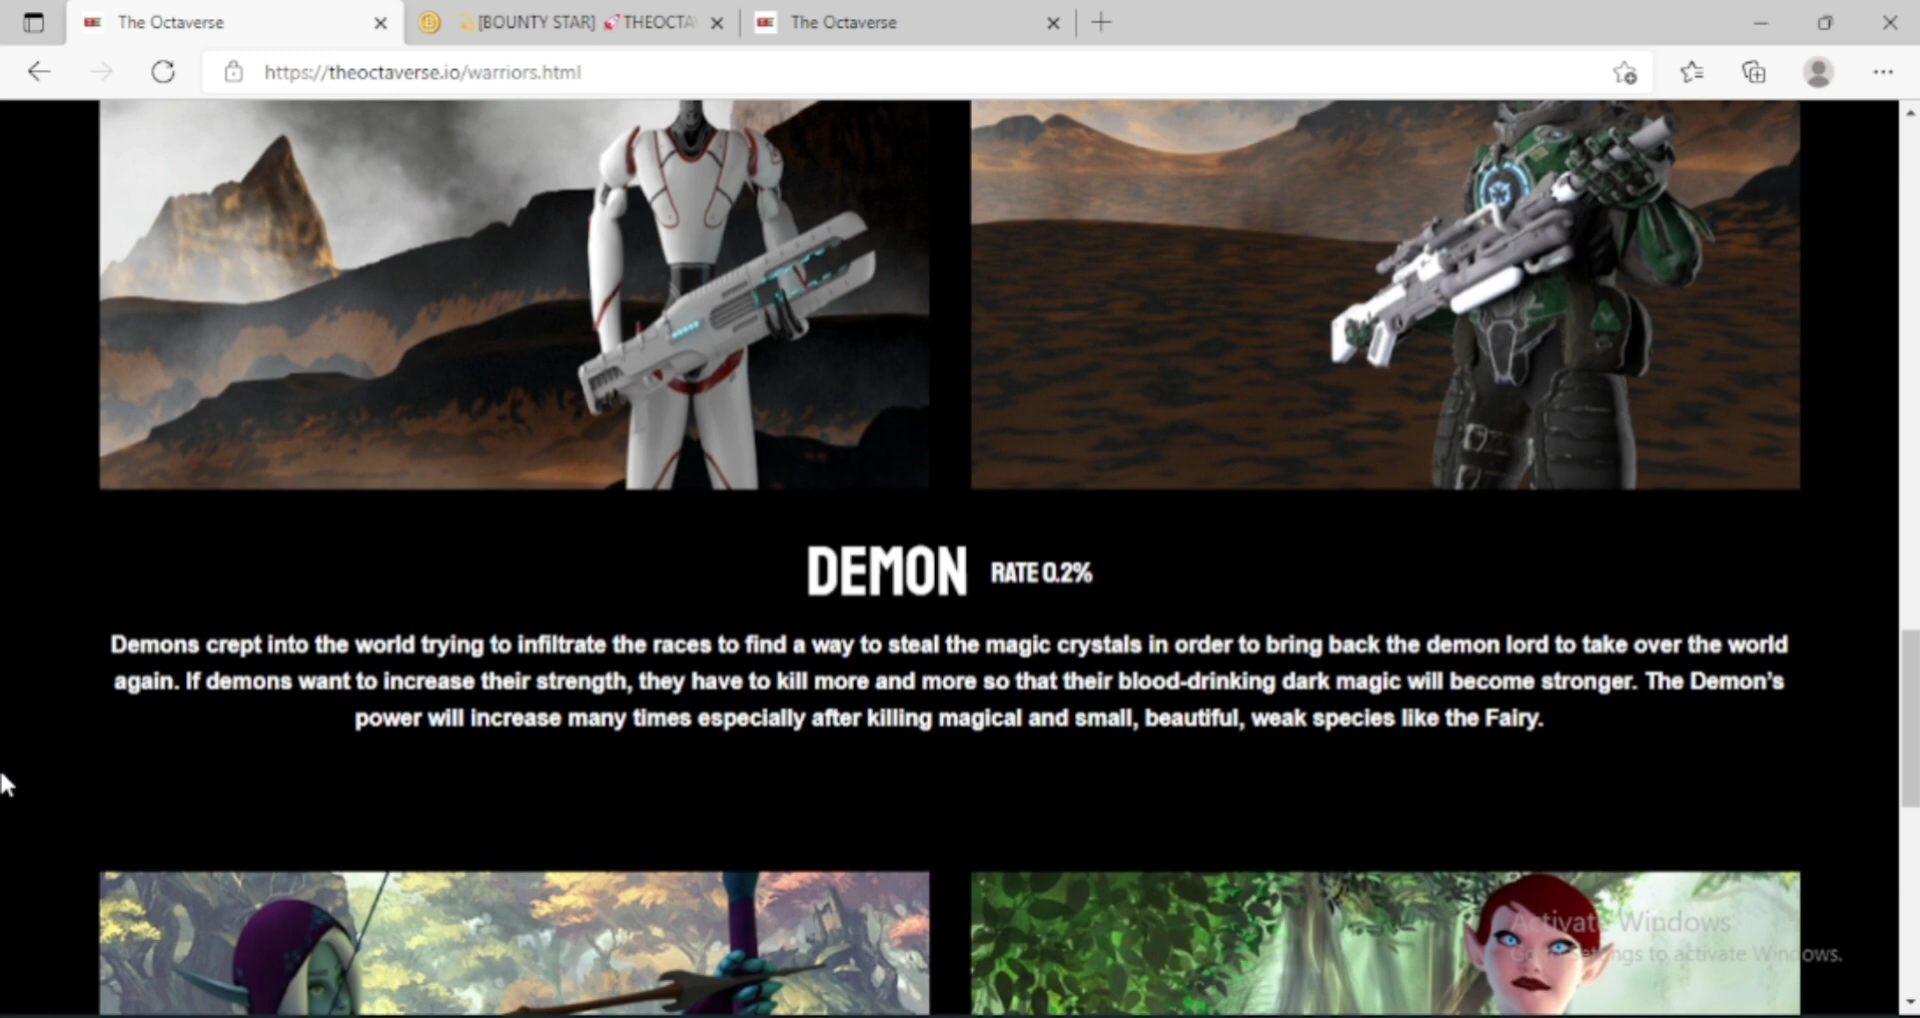 The Octaverse
[BOUNTY STAR] 🚀THEOCTA
The Octaverse
https://theoctaverse.io/warriors.html
DEMON RATE 0.2%
Demons crept into the world trying to infiltrate the races to find a way to steal the magic crystals in order to bring back the demon lord to take over the world
again. If demons want to increase their strength, they have to kill more and more so that their blood-drinking dark magic will become stronger. The Demon’s
power will increase many times especially after killing magical and small, beautiful, weak species like the Fairy.
Activate Windows
Go to Settings to activate Windows.